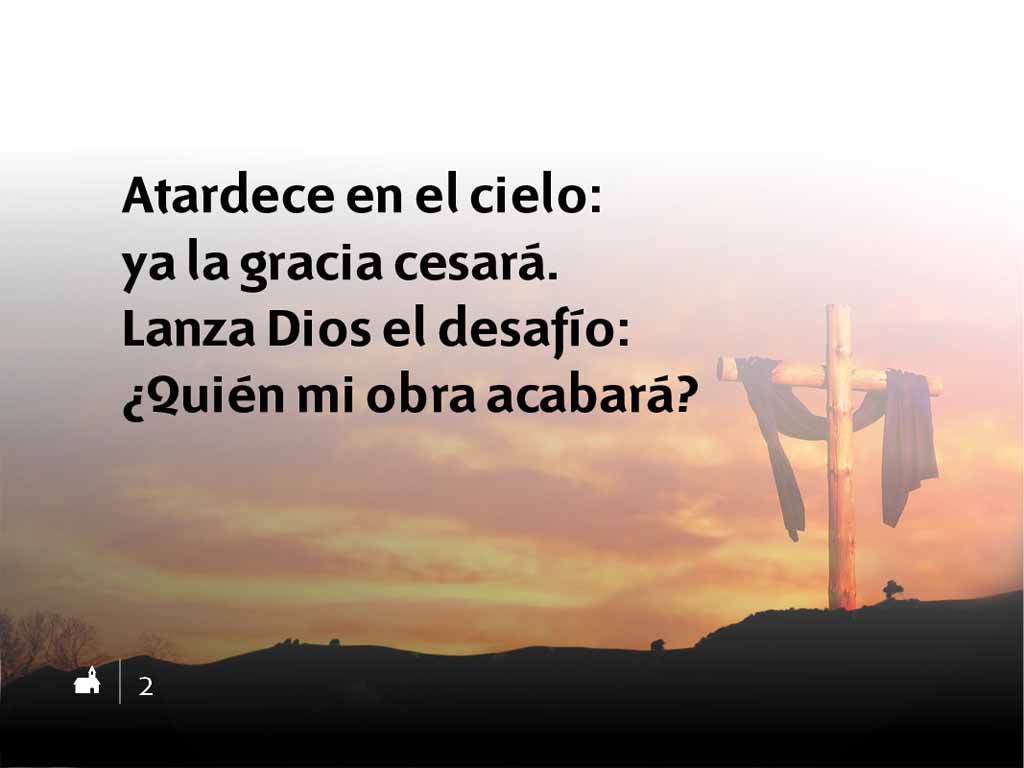 Atardece en el cielo:
ya la gracia cesará.
Lanza Dios el desafío:
¿Quién mi obra acabará?
2